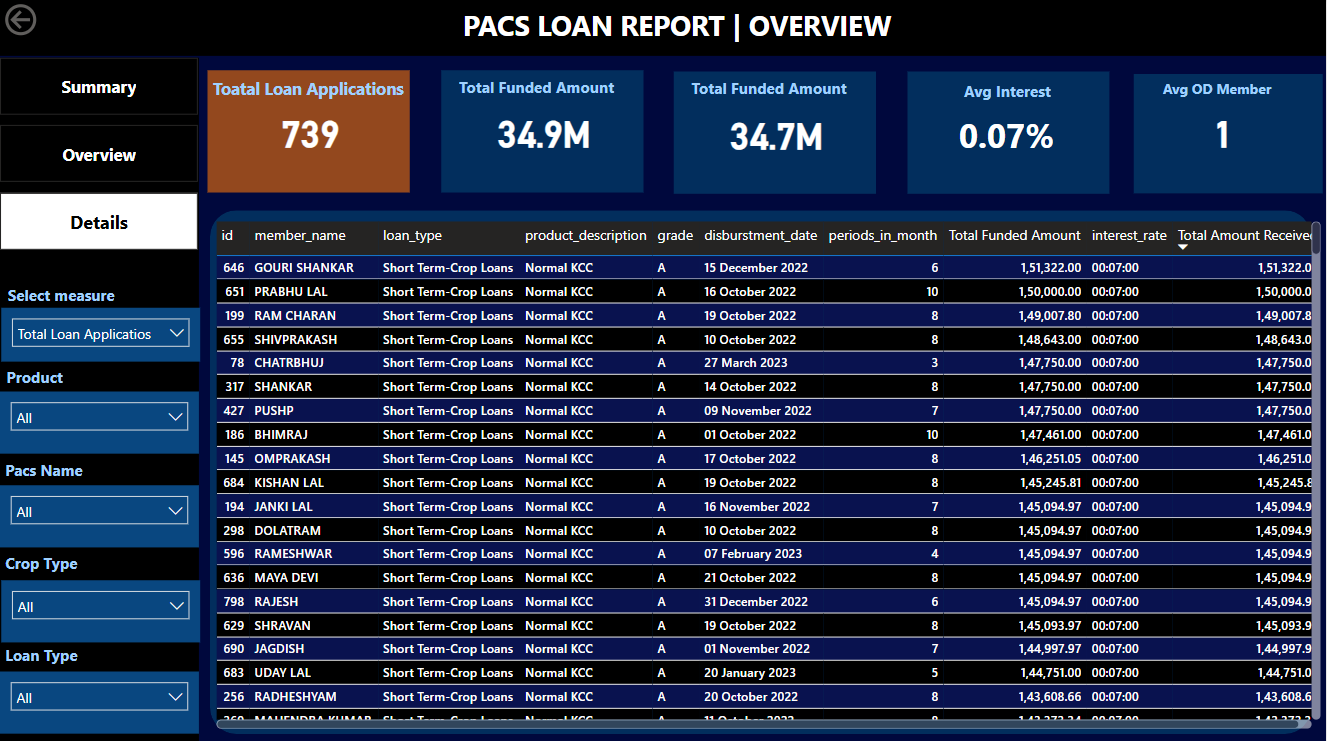 PACS LOAN REPORT | OVERVIEW
Summary
Overview
Details
Select measure
Total Loan Applicatios
Product
All
Pacs Name
All
Crop Type
All
Loan Type
All
Toatal Loan Applications
739
Total Funded Amount
34.9M
Total Funded Amount
34.7M
Avg Interest
0.07%
Avg OD Member
1
id member_name loan_type product_description grade disburstment_date periods_in_month Total Funded Amount interest_rate Total Amount Received
646 GOURI SHANKAR Short Term-Crop Loans Normal KCC A 15 December 2022 6 1,51,322.00 00:07:00 1,51,322.0
651 PRABHU LAL Short Term-Crop Loans Normal KCC A 16 October 2022 10 1,50,000.00 00:07:00 1,50,000.0
199 RAM CHARAN Short Term-Crop Loans Normal KCC A 19 October 2022 8 1,49,007.80 00:07:00 1,49,007.8
655 SHIVPRAKASH Short Term-Crop Loans Normal KCC A 10 October 2022 8 1,48,643.00 00:07:00 1,48,643.0
78 CHATRBHUJ Short Term-Crop Loans Normal KCC A 27 March 2023 3 1,47,750.00 00:07:00 1,47,750.0
317 SHANKAR Short Term-Crop Loans Normal KCC A 14 October 2022 8 1,47,750.00 00:07:00 1,47,750.0
427 PUSHP Short Term-Crop Loans Normal KCC A 09 November 2022 7 1,47,750.00 00:07:00 1,47,750.0
186 BHIMRAJ Short Term-Crop Loans Normal KCC A 01 October 2022 10 1,47,461.00 00:07:00 1,47,461.0
145 OMPRAKASH Short Term-Crop Loans Normal KCC A 17 October 2022 8 1,46,251.05 00:07:00 1,46,251.0
684 KISHAN LAL Short Term-Crop Loans Normal KCC A 19 October 2022 8 1,45,245.81 00:07:00 1,45,245.8
194 JANKI LAL Short Term-Crop Loans Normal KCC A 16 November 2022 7 1,45,094.97 00:07:00 1,45,094.9
298 DOLATRAM Short Term-Crop Loans Normal KCC A 10 October 2022 8 1,45,094.97 00:07:00 1,45,094.9
596 RAMESHWAR Short Term-Crop Loans Normal KCC A 07 February 2023 4 1,45,094.97 00:07:00 1,45,094.9
636 MAYA DEVI Short Term-Crop Loans Normal KCC A 21 October 2022 8 1,45,094.97 00:07:00 1,45,094.9
798 RAJESH Short Term-Crop Loans Normal KCC A 31 December 2022 6 1,45,094.97 00:07:00 1,45,094.9
629 SHRAVAN Short Term-Crop Loans Normal KCC A 19 October 2022 8 1,45,093.97 00:07:00 1,45,093.9
690 JAGDISH Short Term-Crop Loans Normal KCC A 01 November 2022 7 1,44,997.97 00:07:00 1,44,997.9
683 UDAY LAL Short Term-Crop Loans Normal KCC A 20 January 2023 5 1,44,751.00 00:07:00 1,44,751.0
256 RADHESHYAM Short Term-Crop Loans Normal KCC A 20 October 2022 8 1,43,608.66 00:07:00 1,43,608.6
MAHENDRA KUMAR Short Term-Crop Loans Normal KCC A 11 October 2022 8